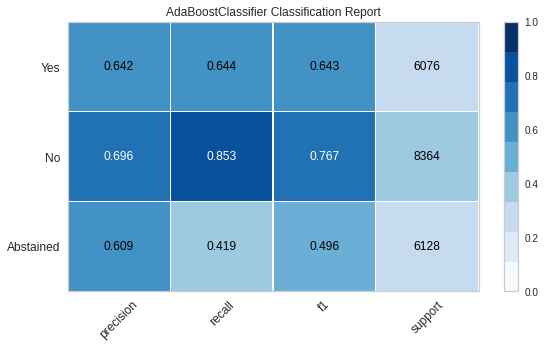 AdaBoostClassifier Classification Report
Yes 0.642 0.644 0.643 6076
No 0.696 0.853 0.767 8364
Abstained 0.609 0.419 0.496 6128
precision recall f1 support
1.0
0.8
0.6
0.4
0.2
0.0